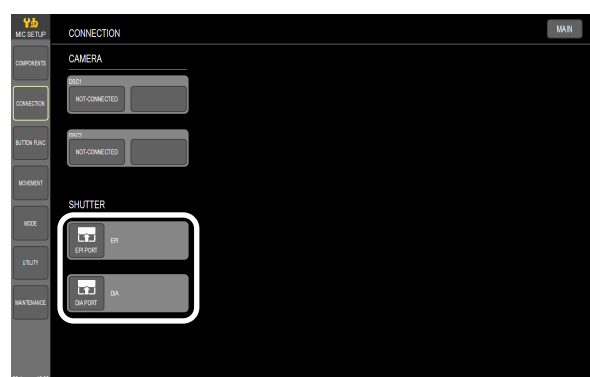 MIC SETUP
CONNECTION
MAIN
COMPONENTS
CONNECTION
BUTTON FUNC
MOVEMENT
MODE
UTILITY
MAINTENANCE
CAMERA
DSC1
NOT-CONNECTED
DSC2
NOT-CONNECTED
SHUTTER
EPI PORT
EPI
DIA PORT
DIA